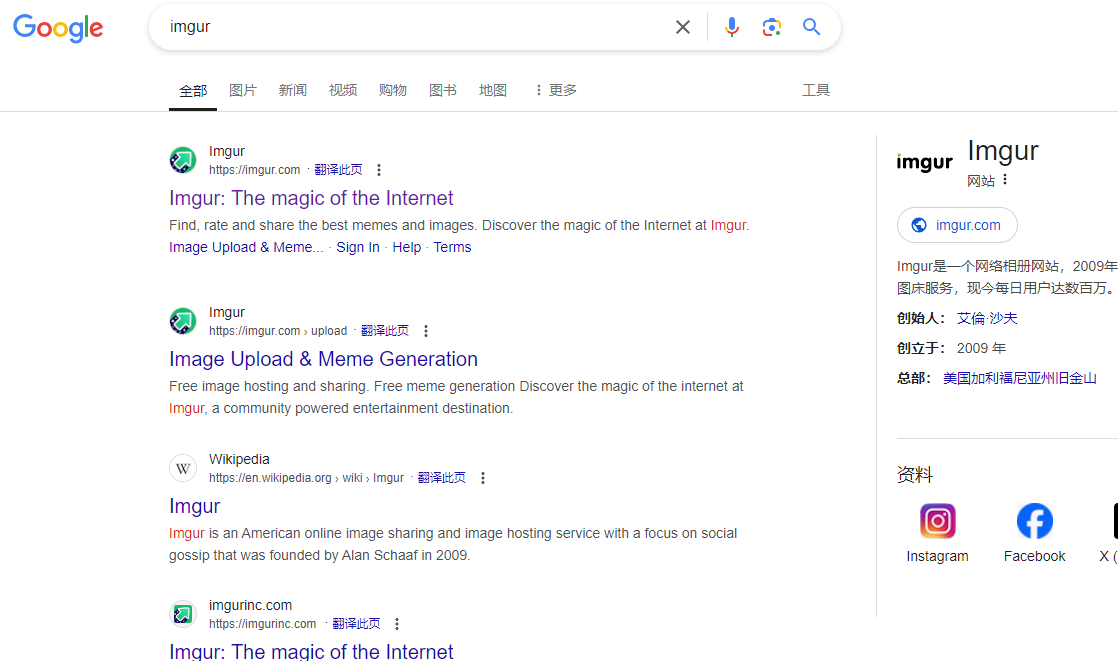 Google
imgur
全部 图片 新闻 视频 购物 图书 地图 更多 工具
Imgur
https://imgur.com · 翻译此页
Imgur: The magic of the Internet
Find, rate and share the best memes and images. Discover the magic of the Internet at Imgur.
Image Upload & Meme... · Sign In · Help · Terms
Imgur
https://imgur.com › upload · 翻译此页
Image Upload & Meme Generation
Free image hosting and sharing. Free meme generation Discover the magic of the internet at
Imgur, a community powered entertainment destination.
W Wikipedia
https://en.wikipedia.org › wiki › Imgur · 翻译此页
Imgur
Imgur is an American online image sharing and image hosting service with a focus on social
gossip that was founded by Alan Schaaf in 2009.
imgurinc.com
https://imgurinc.com · 翻译此页
Imgur: The magic of the Internet
imgur
Imgur
网站
imgur.com
Imgur是一个网络相册网站，2009年
图床服务，现今每日用户达数百万。
创始人： 艾倫·沙夫
创立于： 2009 年
总部： 美国加利福尼亚州旧金山
资料
Instagram Facebook X (